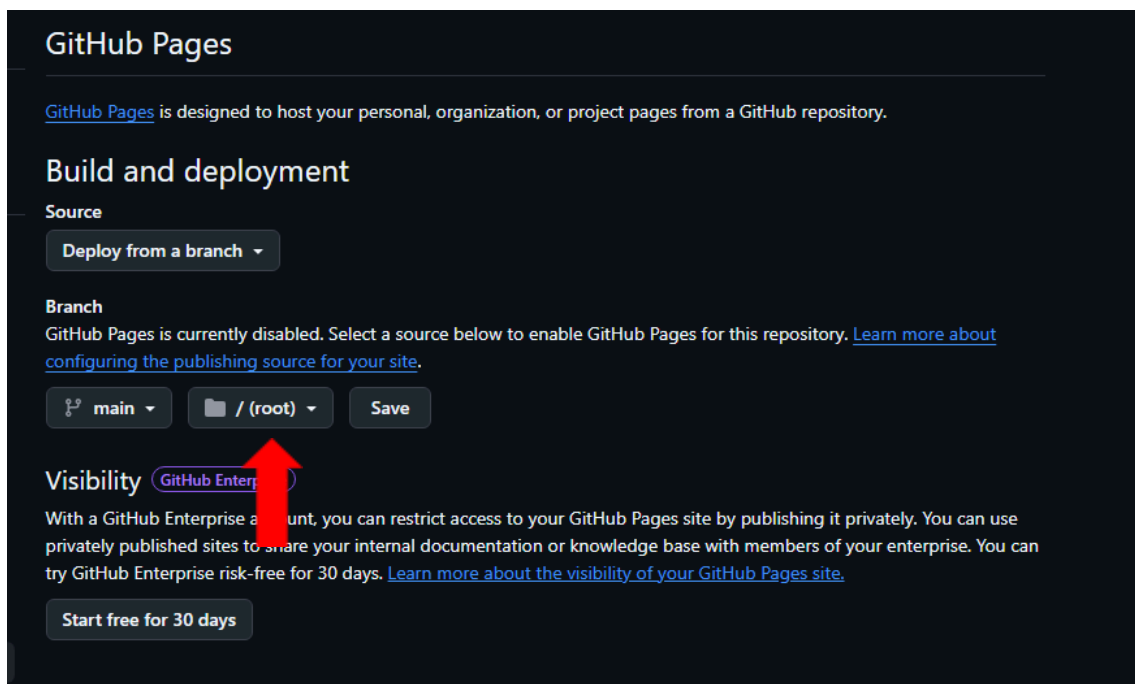 GitHub Pages
GitHub Pages is designed to host your personal, organization, or project pages from a GitHub repository.
Build and deployment
Source
Deploy from a branch
Branch
GitHub Pages is currently disabled. Select a source below to enable GitHub Pages for this repository. Learn more about
configuring the publishing source for your site.
main / (root) Save
Visibility GitHub Enterp
With a GitHub Enterprise a unt, you can restrict access to your GitHub Pages site by publishing it privately. You can use
privately published sites to share your internal documentation or knowledge base with members of your enterprise. You can
try GitHub Enterprise risk-free for 30 days. Learn more about the visibility of your GitHub Pages site.
Start free for 30 days